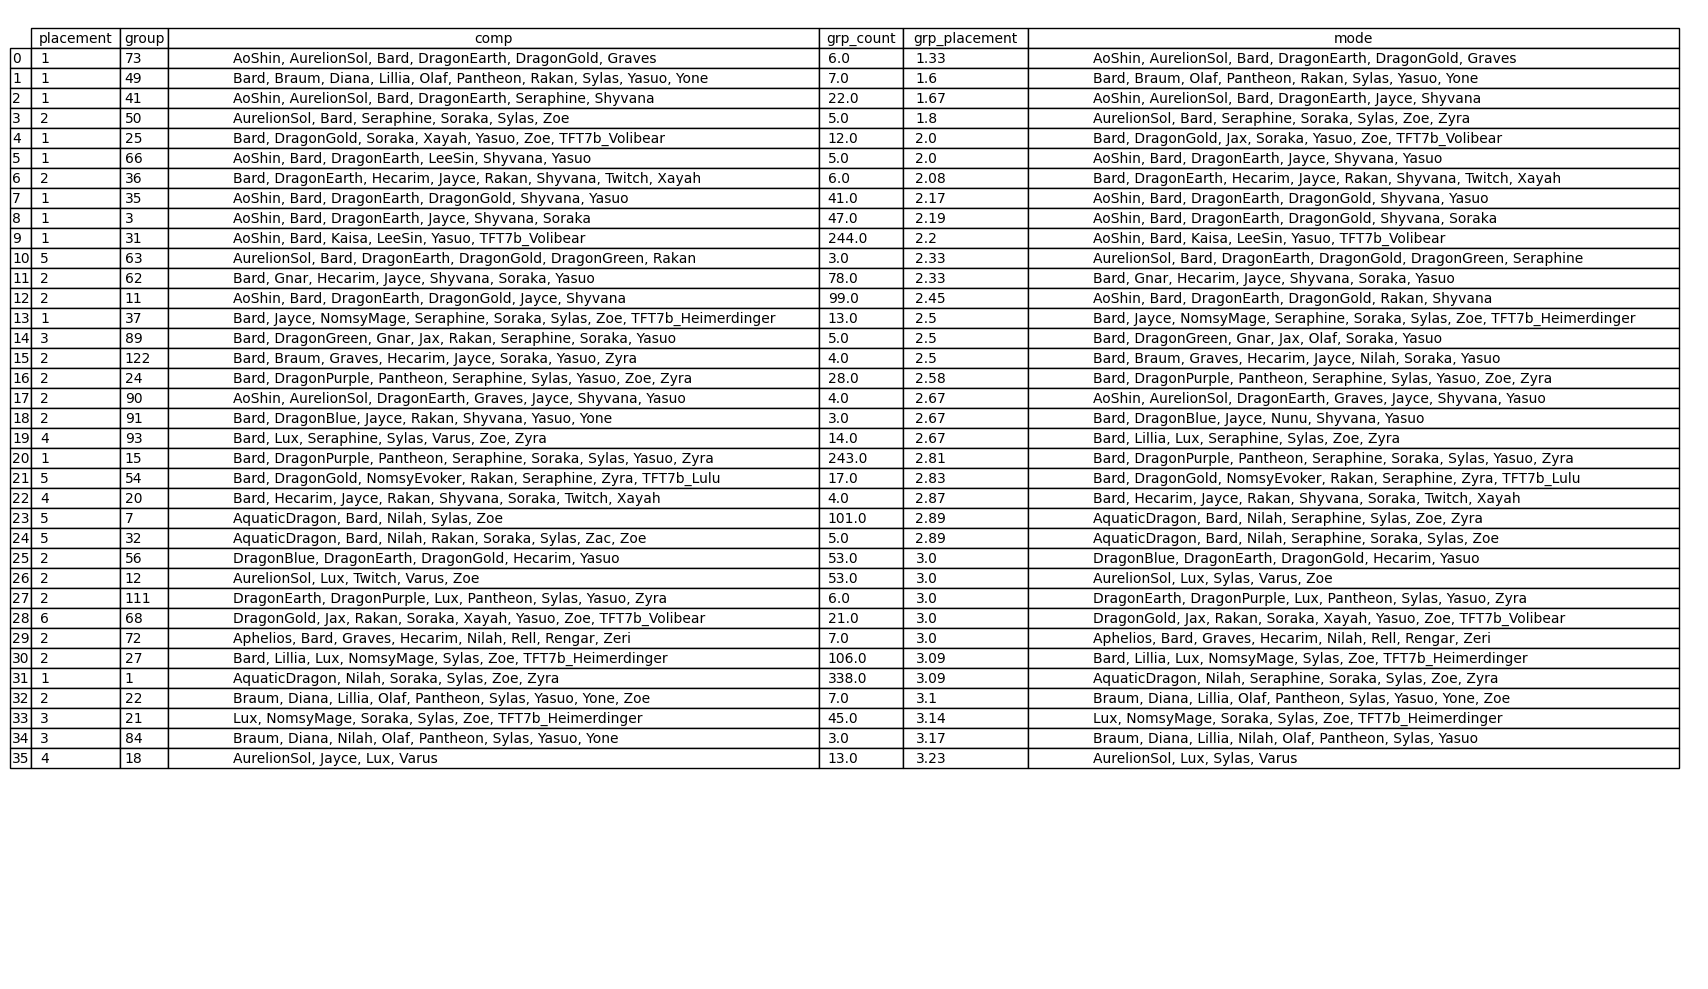 placement group comp grp_count grp_placement mode
0 1 73 AoShin, AurelionSol, Bard, DragonEarth, DragonGold, Graves 6.0 1.33 AoShin, AurelionSol, Bard, DragonEarth, DragonGold, Graves
1 1 49 Bard, Braum, Diana, Lillia, Olaf, Pantheon, Rakan, Sylas, Yasuo, Yone 7.0 1.6 Bard, Braum, Olaf, Pantheon, Rakan, Sylas, Yasuo, Yone
2 1 41 AoShin, AurelionSol, Bard, DragonEarth, Seraphine, Shyvana 22.0 1.67 AoShin, AurelionSol, Bard, DragonEarth, Jayce, Shyvana
3 2 50 AurelionSol, Bard, Seraphine, Soraka, Sylas, Zoe 5.0 1.8 AurelionSol, Bard, Seraphine, Soraka, Sylas, Zoe, Zyra
4 1 25 Bard, DragonGold, Soraka, Xayah, Yasuo, Zoe, TFT7b_Volibear 12.0 2.0 Bard, DragonGold, Jax, Soraka, Yasuo, Zoe, TFT7b_Volibear
5 1 66 AoShin, Bard, DragonEarth, LeeSin, Shyvana, Yasuo 5.0 2.0 AoShin, Bard, DragonEarth, Jayce, Shyvana, Yasuo
6 2 36 Bard, DragonEarth, Hecarim, Jayce, Rakan, Shyvana, Twitch, Xayah 6.0 2.08 Bard, DragonEarth, Hecarim, Jayce, Rakan, Shyvana, Twitch, Xayah
7 1 35 AoShin, Bard, DragonEarth, DragonGold, Shyvana, Yasuo 41.0 2.17 AoShin, Bard, DragonEarth, DragonGold, Shyvana, Yasuo
8 1 3 AoShin, Bard, DragonEarth, Jayce, Shyvana, Soraka 47.0 2.19 AoShin, Bard, DragonEarth, DragonGold, Shyvana, Soraka
9 1 31 AoShin, Bard, Kaisa, LeeSin, Yasuo, TFT7b_Volibear 244.0 2.2 AoShin, Bard, Kaisa, LeeSin, Yasuo, TFT7b_Volibear
10 5 63 AurelionSol, Bard, DragonEarth, DragonGold, DragonGreen, Rakan 3.0 2.33 AurelionSol, Bard, DragonEarth, DragonGold, DragonGreen, Seraphine
11 2 62 Bard, Gnar, Hecarim, Jayce, Shyvana, Soraka, Yasuo 78.0 2.33 Bard, Gnar, Hecarim, Jayce, Shyvana, Soraka, Yasuo
12 2 11 AoShin, Bard, DragonEarth, DragonGold, Jayce, Shyvana 99.0 2.45 AoShin, Bard, DragonEarth, DragonGold, Rakan, Shyvana
13 1 37 Bard, Jayce, NomsyMage, Seraphine, Soraka, Sylas, Zoe, TFT7b_Heimerdinger 13.0 2.5 Bard, Jayce, NomsyMage, Seraphine, Soraka, Sylas, Zoe, TFT7b_Heimerdinger
14 3 89 Bard, DragonGreen, Gnar, Jax, Rakan, Seraphine, Soraka, Yasuo 5.0 2.5 Bard, DragonGreen, Gnar, Jax, Olaf, Soraka, Yasuo
15 2 122 Bard, Braum, Graves, Hecarim, Jayce, Soraka, Yasuo, Zyra 4.0 2.5 Bard, Braum, Graves, Hecarim, Jayce, Nilah, Soraka, Yasuo
16 2 24 Bard, DragonPurple, Pantheon, Seraphine, Sylas, Yasuo, Zoe, Zyra 28.0 2.58 Bard, DragonPurple, Pantheon, Seraphine, Sylas, Yasuo, Zoe, Zyra
17 2 90 AoShin, AurelionSol, DragonEarth, Graves, Jayce, Shyvana, Yasuo 4.0 2.67 AoShin, AurelionSol, DragonEarth, Graves, Jayce, Shyvana, Yasuo
18 2 91 Bard, DragonBlue, Jayce, Rakan, Shyvana, Yasuo, Yone 3.0 2.67 Bard, DragonBlue, Jayce, Nunu, Shyvana, Yasuo
19 4 93 Bard, Lux, Seraphine, Sylas, Varus, Zoe, Zyra 14.0 2.67 Bard, Lillia, Lux, Seraphine, Sylas, Zoe, Zyra
20 1 15 Bard, DragonPurple, Pantheon, Seraphine, Soraka, Sylas, Yasuo, Zyra 243.0 2.81 Bard, DragonPurple, Pantheon, Seraphine, Soraka, Sylas, Yasuo, Zyra
21 5 54 Bard, DragonGold, NomsyEvoker, Rakan, Seraphine, Zyra, TFT7b_Lulu 17.0 2.83 Bard, DragonGold, NomsyEvoker, Rakan, Seraphine, Zyra, TFT7b_Lulu
22 4 20 Bard, Hecarim, Jayce, Rakan, Shyvana, Soraka, Twitch, Xayah 4.0 2.87 Bard, Hecarim, Jayce, Rakan, Shyvana, Soraka, Twitch, Xayah
23 5 7 AquaticDragon, Bard, Nilah, Sylas, Zoe 101.0 2.89 AquaticDragon, Bard, Nilah, Seraphine, Sylas, Zoe, Zyra
24 5 32 AquaticDragon, Bard, Nilah, Rakan, Soraka, Sylas, Zac, Zoe 5.0 2.89 AquaticDragon, Bard, Nilah, Seraphine, Soraka, Sylas, Zoe
25 2 56 DragonBlue, DragonEarth, DragonGold, Hecarim, Yasuo 53.0 3.0 DragonBlue, DragonEarth, DragonGold, Hecarim, Yasuo
26 2 12 AurelionSol, Lux, Twitch, Varus, Zoe 53.0 3.0 AurelionSol, Lux, Sylas, Varus, Zoe
27 2 111 DragonEarth, DragonPurple, Lux, Pantheon, Sylas, Yasuo, Zyra 6.0 3.0 DragonEarth, DragonPurple, Lux, Pantheon, Sylas, Yasuo, Zyra
28 6 68 DragonGold, Jax, Rakan, Soraka, Xayah, Yasuo, Zoe, TFT7b_Volibear 21.0 3.0 DragonGold, Jax, Rakan, Soraka, Xayah, Yasuo, Zoe, TFT7b_Volibear
29 2 72 Aphelios, Bard, Graves, Hecarim, Nilah, Rell, Rengar, Zeri 7.0 3.0 Aphelios, Bard, Graves, Hecarim, Nilah, Rell, Rengar, Zeri
30 2 27 Bard, Lillia, Lux, NomsyMage, Sylas, Zoe, TFT7b_Heimerdinger 106.0 3.09 Bard, Lillia, Lux, NomsyMage, Sylas, Zoe, TFT7b_Heimerdinger
31 1 1 AquaticDragon, Nilah, Soraka, Sylas, Zoe, Zyra 338.0 3.09 AquaticDragon, Nilah, Seraphine, Soraka, Sylas, Zoe, Zyra
32 2 22 Braum, Diana, Lillia, Olaf, Pantheon, Sylas, Yasuo, Yone, Zoe 7.0 3.1 Braum, Diana, Lillia, Olaf, Pantheon, Sylas, Yasuo, Yone, Zoe
33 3 21 Lux, NomsyMage, Soraka, Sylas, Zoe, TFT7b_Heimerdinger 45.0 3.14 Lux, NomsyMage, Soraka, Sylas, Zoe, TFT7b_Heimerdinger
34 3 84 Braum, Diana, Nilah, Olaf, Pantheon, Sylas, Yasuo, Yone 3.0 3.17 Braum, Diana, Lillia, Nilah, Olaf, Pantheon, Sylas, Yasuo
35 4 18 AurelionSol, Jayce, Lux, Varus 13.0 3.23 AurelionSol, Lux, Sylas, Varus